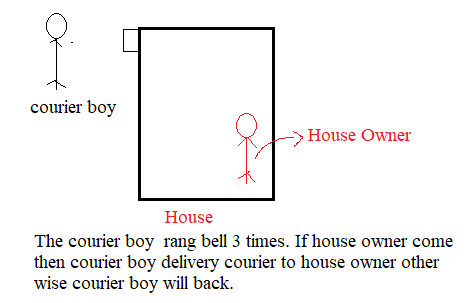 courier boy
House Owner
House
The courier boy rang bell 3 times. If house owner come
then courier boy delivery courier to house owner other
wise courier boy will back.